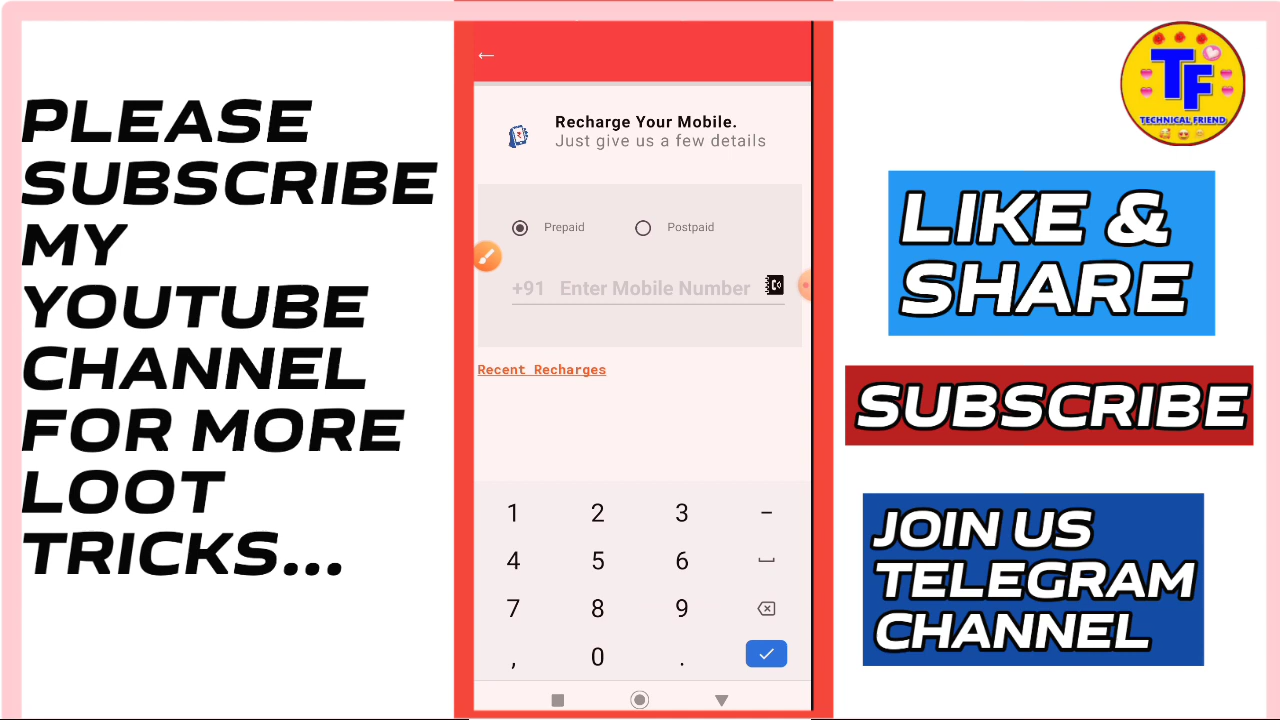 PLEASE
SUBSCRIBE
MY
YOUTUBE
CHANNEL
FOR MORE
LOOT
TRICKS...
←
Recharge Your Mobile.
Just give us a few details
Prepaid
Postpaid
+91 Enter Mobile Number
Recent Recharges
1 2 3 –
4 5 6
7 8 9
, 0 .
TF
TECHNICAL FRIEND
LIKE &
SHARE
SUBSCRIBE
JOIN US
TELEGRAM
CHANNEL